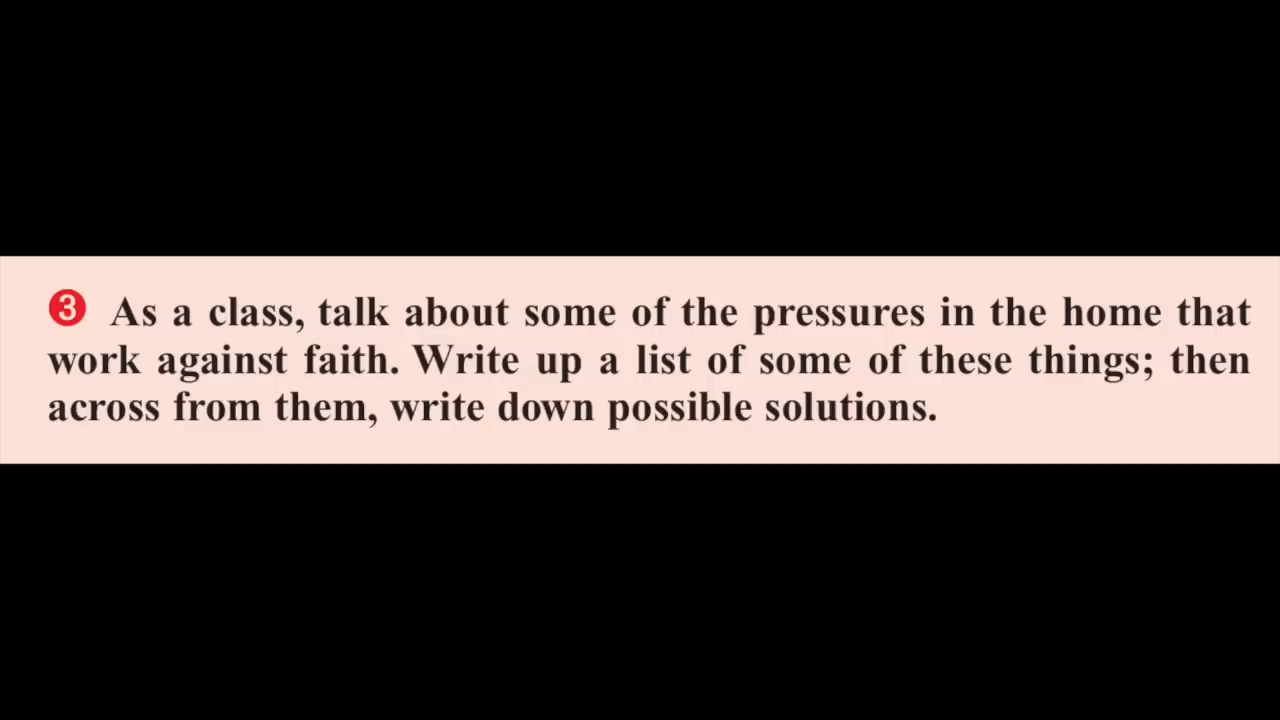 3 As a class, talk about some of the pressures in the home that
work against faith. Write up a list of some of these things; then
across from them, write down possible solutions.